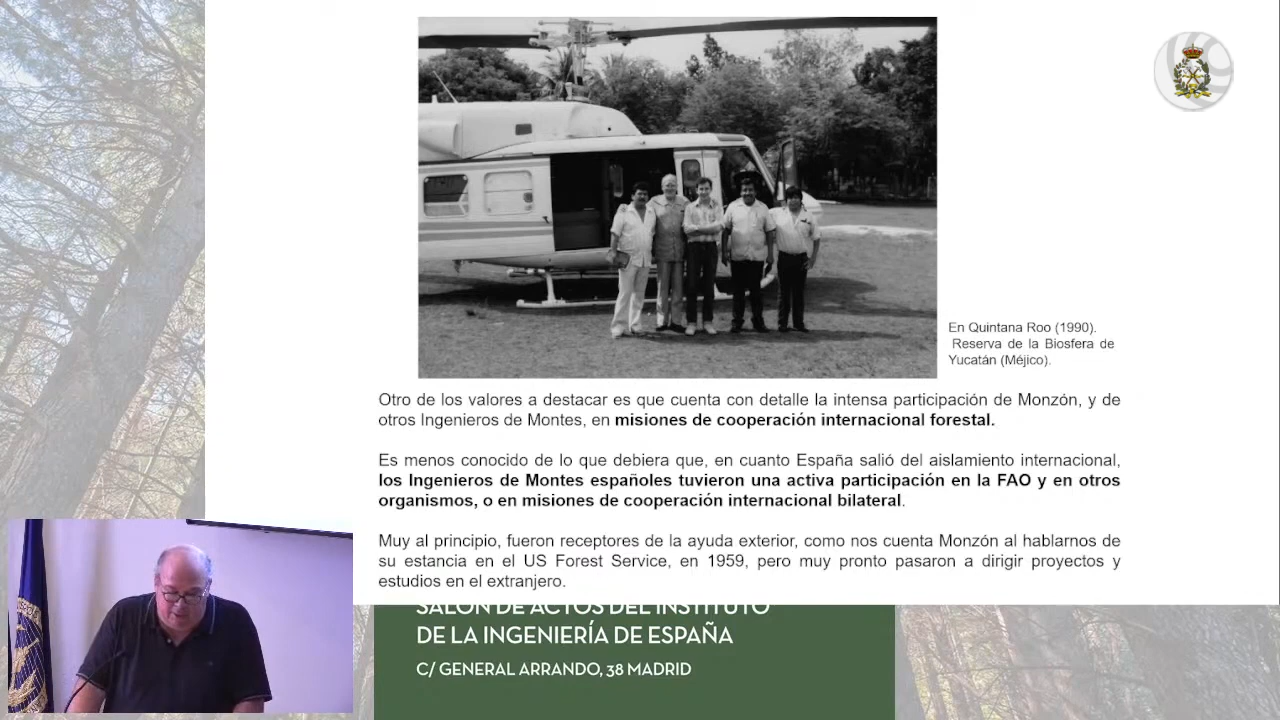 En Quintana Roo (1990).
Reserva de la Biosfera de
Yucatán (Méjico).
Otro de los valores a destacar es que cuenta con detalle la intensa participación de Monzón, y de
otros Ingenieros de Montes, en misiones de cooperación internacional forestal.
Es menos conocido de lo que debiera que, en cuanto España salió del aislamiento internacional,
los Ingenieros de Montes españoles tuvieron una activa participación en la FAO y en otros
organismos, o en misiones de cooperación internacional bilateral.
Muy al principio, fueron receptores de la ayuda exterior, como nos cuenta Monzón al hablarnos de
su estancia en el US Forest Service, en 1959, pero muy pronto pasaron a dirigir proyectos y
estudios en el extranjero.
SALÓN DE ACTOS DEL INSTITUTO
DE LA INGENIERÍA DE ESPAÑA
C/ GENERAL ARRANDO, 38 MADRID